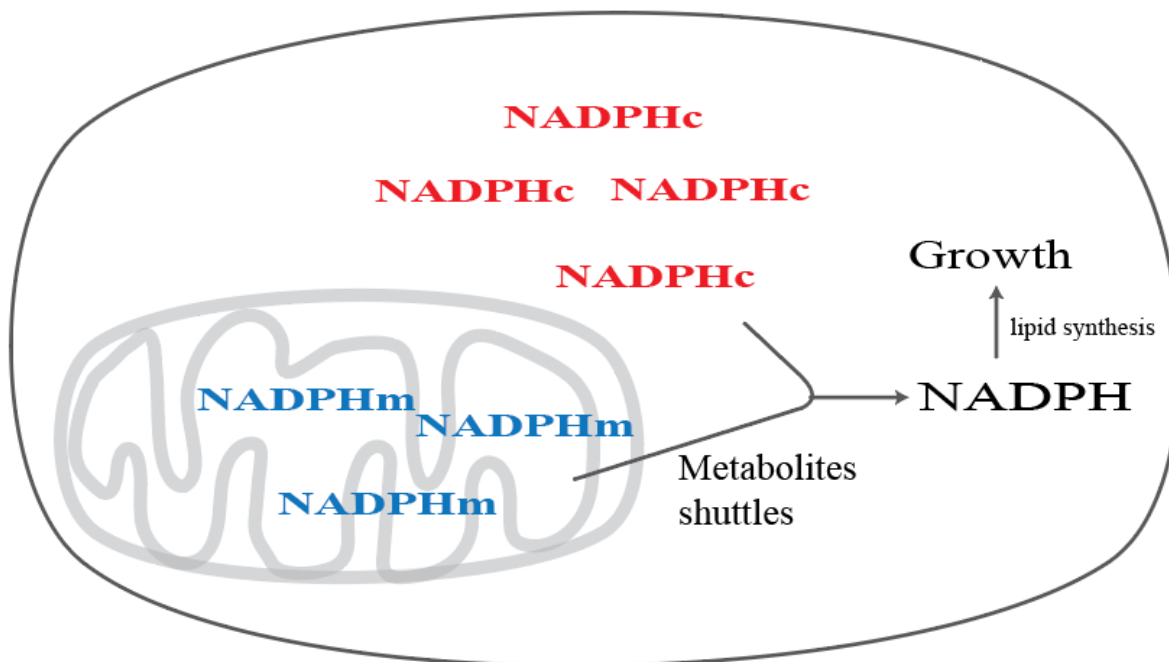 NADPHc
NADPHc NADPHc
NADPHc
Growth
lipid synthesis
NADPHm
NADPHm
NADPH
NADPHm
Metabolites
shuttles